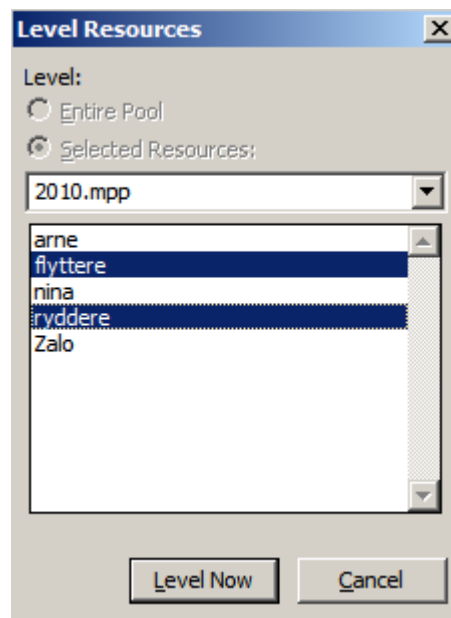 Level Resources
Level:
Entire Pool
Selected Resources:
2010.mpp
arne
flyttere
nina
ryddere
Zalo
Level Now Cancel